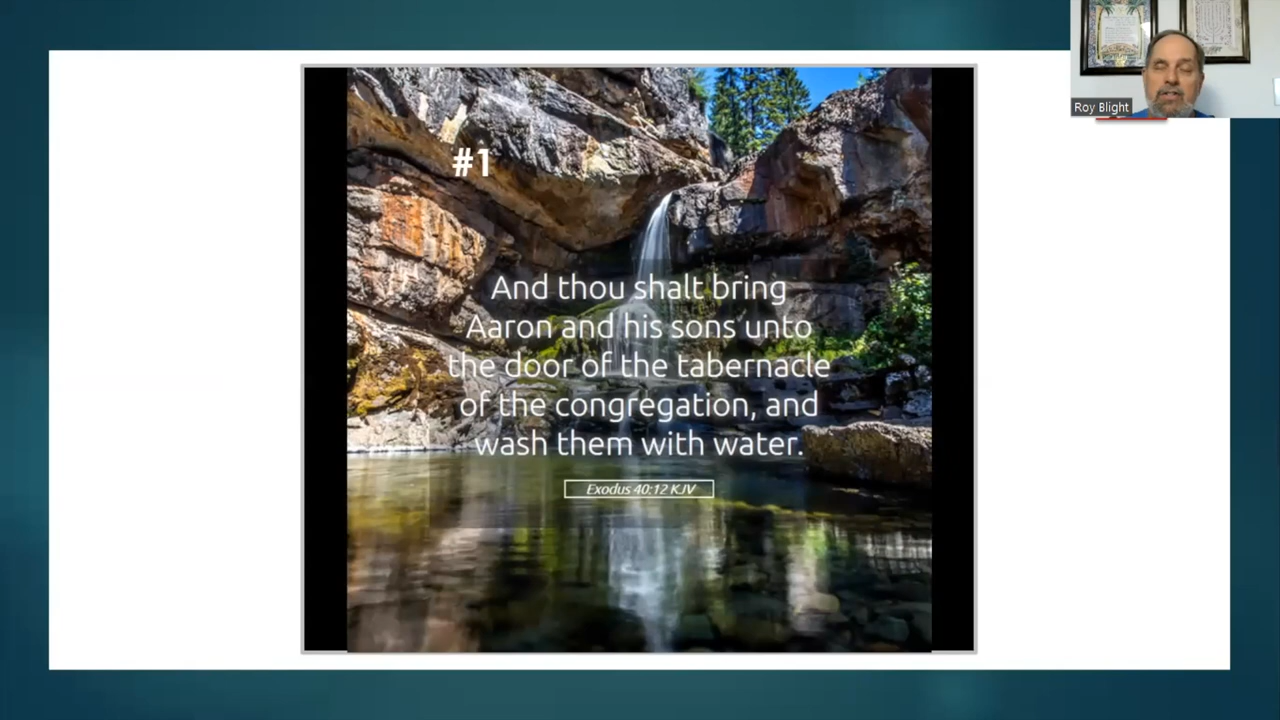 #1
And thou shalt bring
Aaron and his sons unto
the door of the tabernacle
of the congregation, and
wash them with water.
Exodus 40:12 KJV
Roy Blight